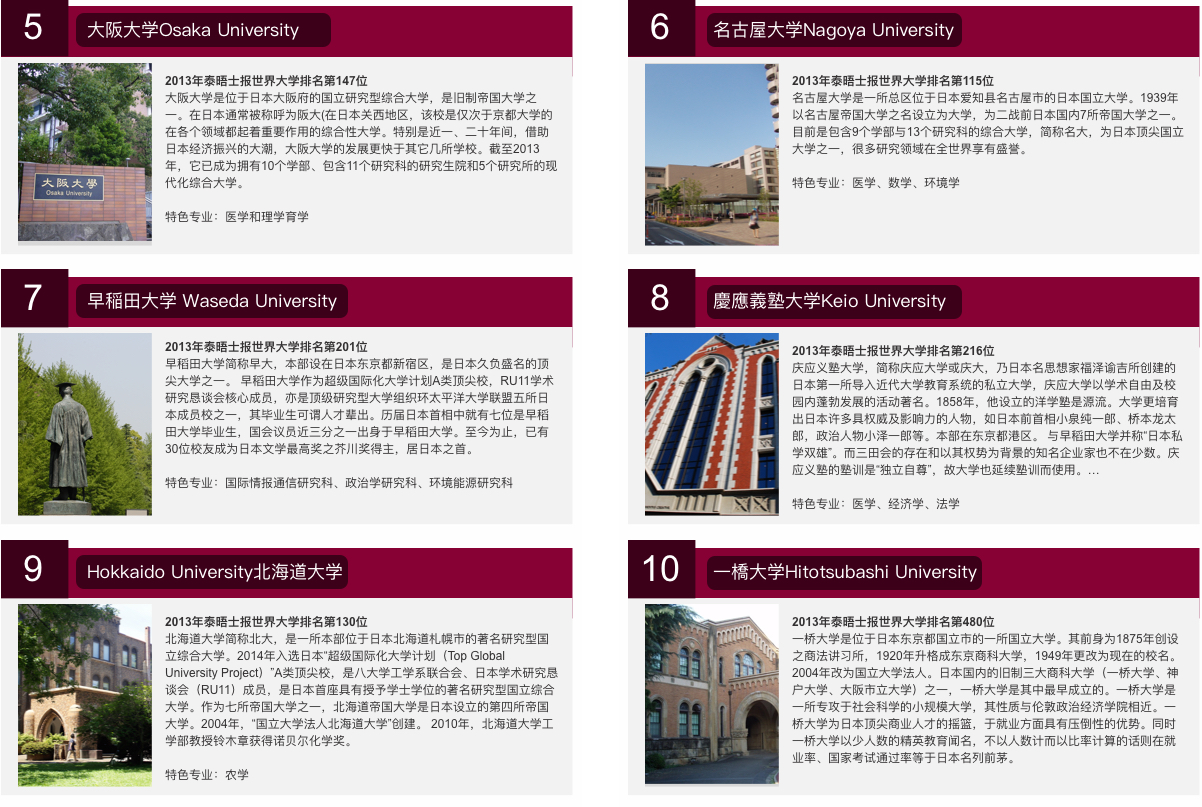 5
大阪大学Osaka University
大阪大學
Osaka University
2013年泰晤士报世界大学排名第147位
大阪大学是位于日本大阪府的国立研究型综合大学，是旧制帝国大学之
一。在日本通常被称呼为阪大(在日本关西地区，该校是仅次于京都大学的
在各个领域都起着重要作用的综合性大学。特别是近一、二十年间，借助
日本经济振兴的大潮，大阪大学的发展更快于其它几所学校。截至2013
年，它已成为拥有10个学部、包含11个研究科的研究生院和5个研究所的现
代化综合大学。
特色专业：医学和理学育学
6
名古屋大学Nagoya University
2013年泰晤士报世界大学排名第115位
名古屋大学是一所总区位于日本爱知县名古屋市的日本国立大学。1939年
以名古屋帝国大学之名设立为大学，为二战前日本国内7所帝国大学之一。
目前是包含9个学部与13个研究科的综合大学，简称名大，为日本顶尖国立
大学之一，很多研究领域在全世界享有盛誉。
特色专业：医学、数学、环境学
7
早稲田大学 Waseda University
2013年泰晤士报世界大学排名第201位
早稻田大学简称早大，本部设在日本东京都新宿区，是日本久负盛名的顶
尖大学之一。 早稻田大学作为超级国际化大学计划A类顶尖校，RU11学术
研究恳谈会核心成员，亦是顶级研究型大学组织环太平洋大学联盟五所日
本成员校之一，其毕业生可谓人才辈出。历届日本首相中就有七位是早稻
田大学毕业生，国会议员近三分之一出身于早稻田大学。至今为止，已有
30位校友成为日本文学最高奖之芥川奖得主，居日本之首。
特色专业：国际情报通信研究科、政治学研究科、环境能源研究科
8
慶應義塾大学Keio University
2013年泰晤士报世界大学排名第216位
庆应义塾大学，简称庆应大学或庆大，乃日本名思想家福泽谕吉所创建的
日本第一所导入近代大学教育系统的私立大学，庆应大学以学术自由及校
园内蓬勃发展的活动著名。1858年，他设立的洋学塾是源流。大学更培育
出日本许多具权威及影响力的人物，如日本前首相小泉纯一郎、桥本龙太
郎，政治人物小泽一郎等。本部在东京都港区。 与早稻田大学并称“日本私
学双雄”。而三田会的存在和以其权势为背景的知名企业家也不在少数。庆
应义塾的塾训是“独立自尊”，故大学也延续塾训而使用。…
特色专业：医学、经济学、法学
9
Hokkaido University北海道大学
2013年泰晤士报世界大学排名第130位
北海道大学简称北大，是一所本部位于日本北海道札幌市的著名研究型国
立综合大学。2014年入选日本“超级国际化大学计划（Top Global
University Project）”A类顶尖校，是八大学工学系联合会、日本学术研究恳
谈会（RU11）成员，是日本首座具有授予学士学位的著名研究型国立综合
大学。作为七所帝国大学之一，北海道帝国大学是日本设立的第四所帝国
大学。2004年，“国立大学法人北海道大学”创建。 2010年，北海道大学工
学部教授铃木章获得诺贝尔化学奖。
特色专业：农学
10
一橋大学Hitotsubashi University
2013年泰晤士报世界大学排名第480位
一桥大学是位于日本东京都国立市的一所国立大学。其前身为1875年创设
之商法讲习所，1920年升格成东京商科大学，1949年更改为现在的校名。
2004年改为国立大学法人。日本国内的旧制三大商科大学（一桥大学、神
户大学、大阪市立大学）之一，一桥大学是其中最早成立的。一桥大学是
一所专攻于社会科学的小规模大学，其性质与伦敦政治经济学院相近。一
桥大学为日本顶尖商业人才的摇篮，于就业方面具有压倒性的优势。同时
一桥大学以少人数的精英教育闻名，不以人数计而以比率计算的话则在就
业率、国家考试通过率等于日本名列前茅。